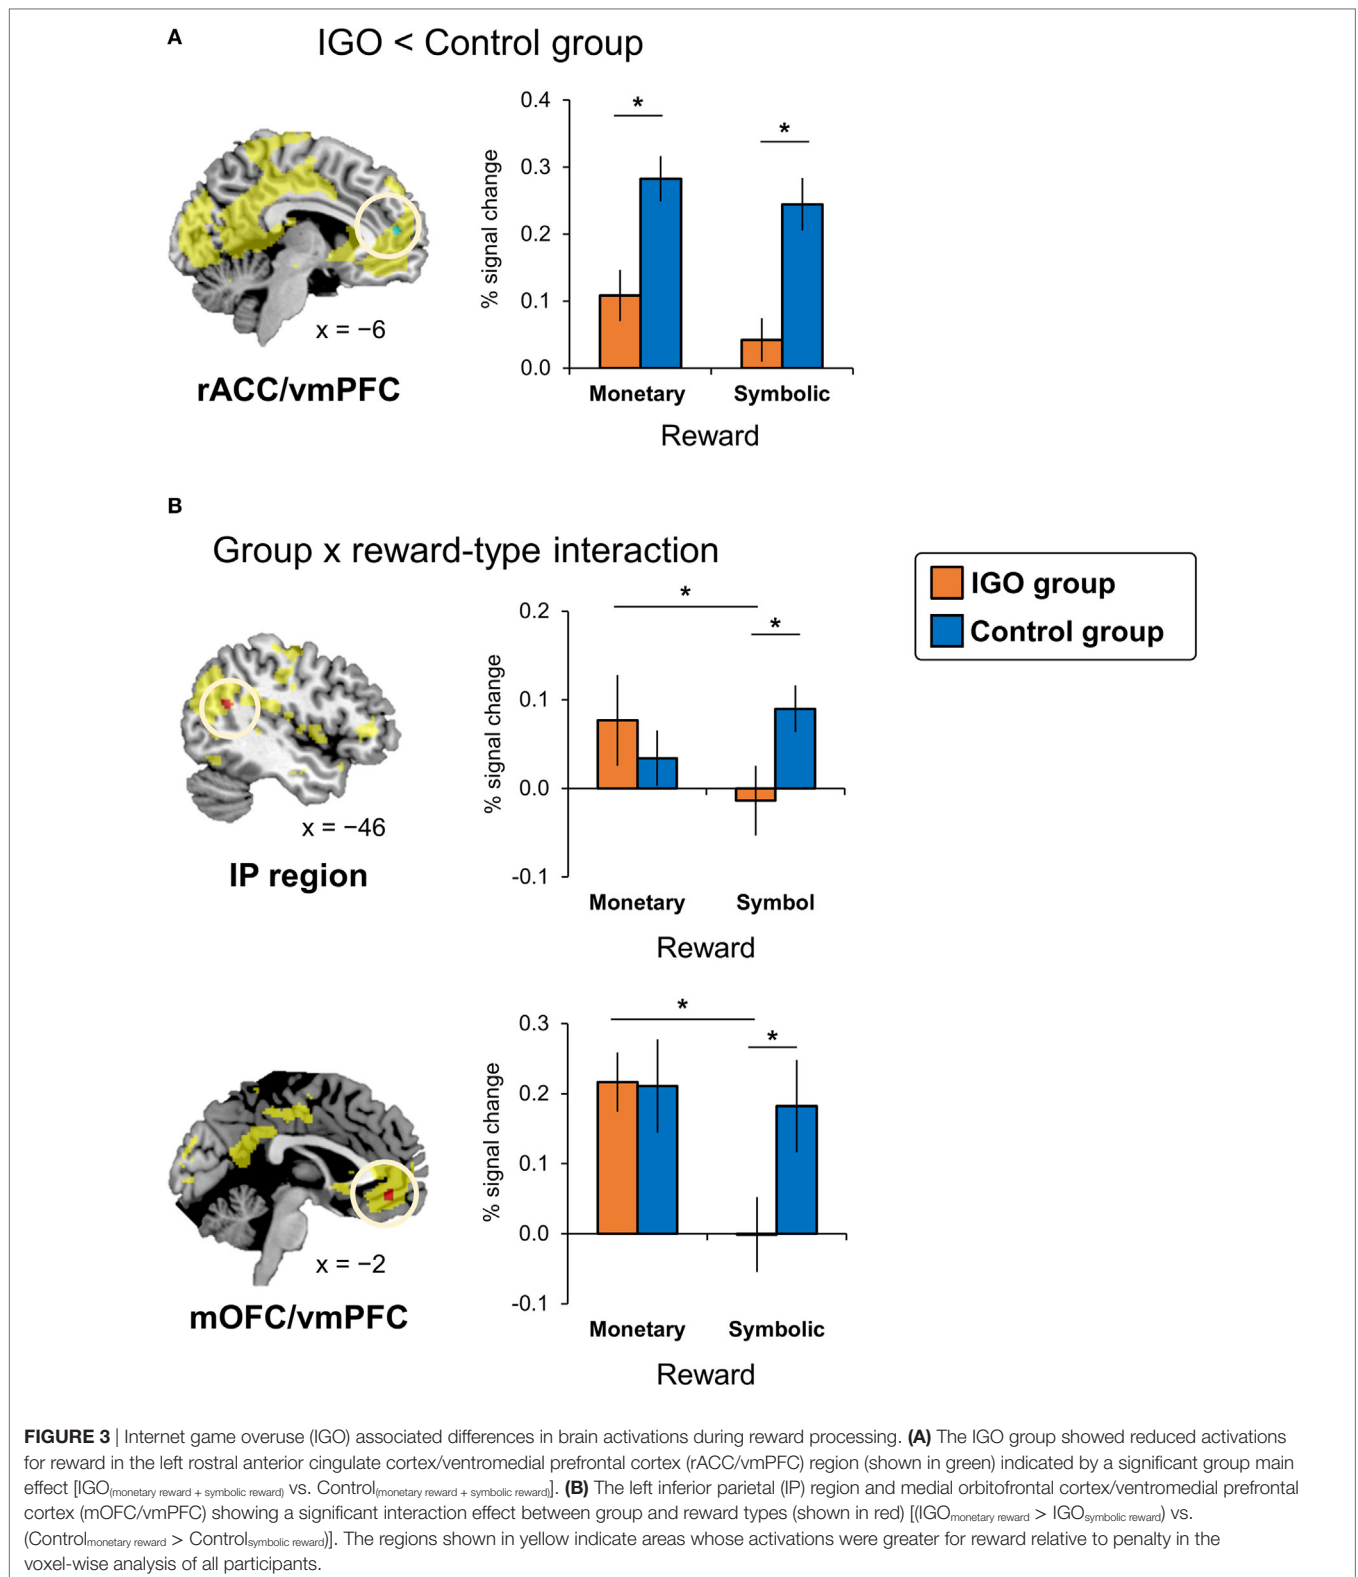 A
IGO < Control group
0.4
0.3
0.2
0.1
0.0
% signal change
*
*
x = −6
rACC/vmPFC
Monetary
Symbolic
Reward
B
Group x reward-type interaction
IGO group
Control group
0.2
0.1
0.0
-0.1
% signal change
*
*
x = −46
IP region
Monetary
Symbol
Reward
0.3
0.2
0.1
0.0
-0.1
% signal change
*
*
x = −2
mOFC/vmPFC
Monetary
Symbolic
Reward
FIGURE 3 | Internet game overuse (IGO) associated differences in brain activations during reward processing. (A) The IGO group showed reduced activations
for reward in the left rostral anterior cingulate cortex/ventromedial prefrontal cortex (rACC/vmPFC) region (shown in green) indicated by a significant group main
effect [IGO(monetary reward + symbolic reward) vs. Control(monetary reward + symbolic reward)]. (B) The left inferior parietal (IP) region and medial orbitofrontal cortex/ventromedial prefrontal
cortex (mOFC/vmPFC) showing a significant interaction effect between group and reward types (shown in red) [(IGOmonetary reward > IGOsymbolic reward) vs.
(Controlmonetary reward > Controlsymbolic reward)]. The regions shown in yellow indicate areas whose activations were greater for reward relative to penalty in the
voxel-wise analysis of all participants.